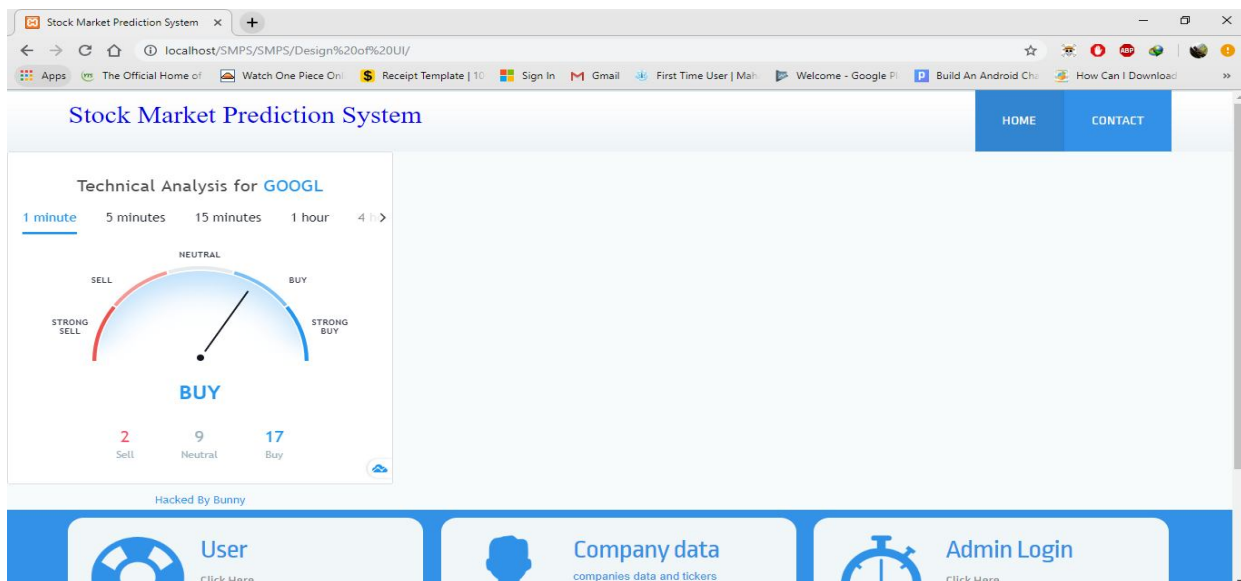 Stock Market Prediction System
localhost/SMPS/SMPS/Design%20of%20UI/
Apps The Official Home of Watch One Piece Onl Receipt Template | 10 Sign In Gmail First Time User | Mah Welcome - Google Pl Build An Android Cha How Can I Download
Stock Market Prediction System
HOME CONTACT
Technical Analysis for GOOGL
1 minute 5 minutes 15 minutes 1 hour 4 h
NEUTRAL
SELL BUY
STRONG SELL STRONG BUY
BUY
2 9 17
Sell Neutral Buy
Hacked By Bunny
User Company data Admin Login
Click Here companies data and tickers Click Here